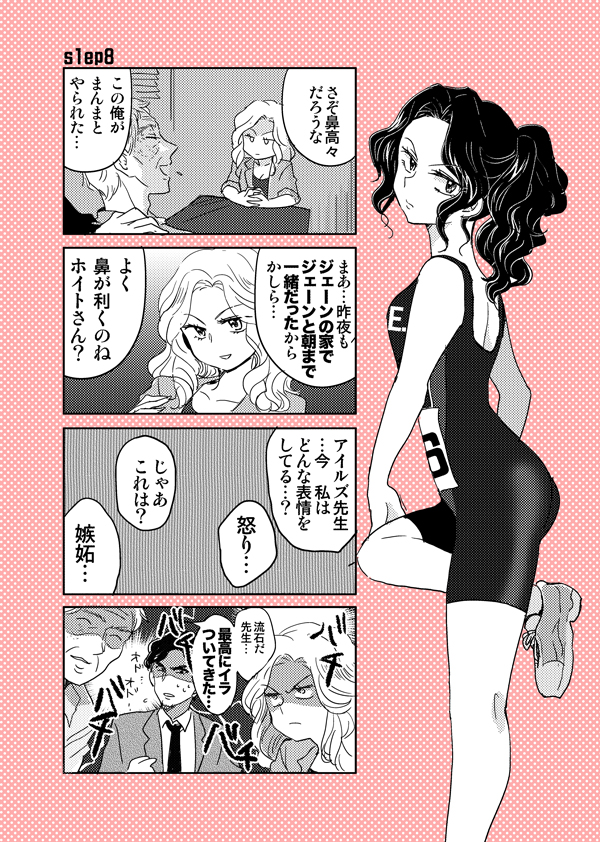 s1ep8
さぞ鼻高々
だろうな
この俺が
まんまと
やられた…
まあ…昨夜も
ジェーンの家で
ジェーンと朝まで
一緒だったから
かしら…
よく
鼻が利くのね
ホイトさん?
アイルズ先生
…今 私は
どんな表情を
してる…?
怒り…
じゃあ
これは?
嫉妬…
流石だ
先生…
最高にイラ
ついてきた…
バチ
バチ
バチ
バチ
オド…
オド…
E.
6